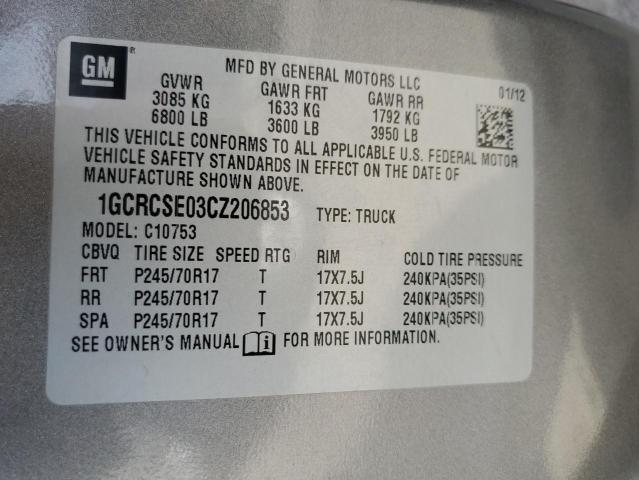 GM ®
MFD BY GENERAL MOTORS LLC
01/12
GVWR GAWR FRT GAWR RR
3085 KG 1633 KG 1792 KG
6800 LB 3600 LB 3950 LB
THIS VEHICLE CONFORMS TO ALL APPLICABLE U.S. FEDERAL MOTOR
VEHICLE SAFETY STANDARDS IN EFFECT ON THE DATE OF
MANUFACTURE SHOWN ABOVE.
1GCRCSE03CZ206853 TYPE: TRUCK
MODEL: C10753
CBVQ TIRE SIZE SPEED RTG RIM COLD TIRE PRESSURE
FRT P245/70R17 T 17X7.5J 240KPA(35PSI)
RR P245/70R17 T 17X7.5J 240KPA(35PSI)
SPA P245/70R17 T 17X7.5J 240KPA(35PSI)
SEE OWNER'S MANUAL i FOR MORE INFORMATION.